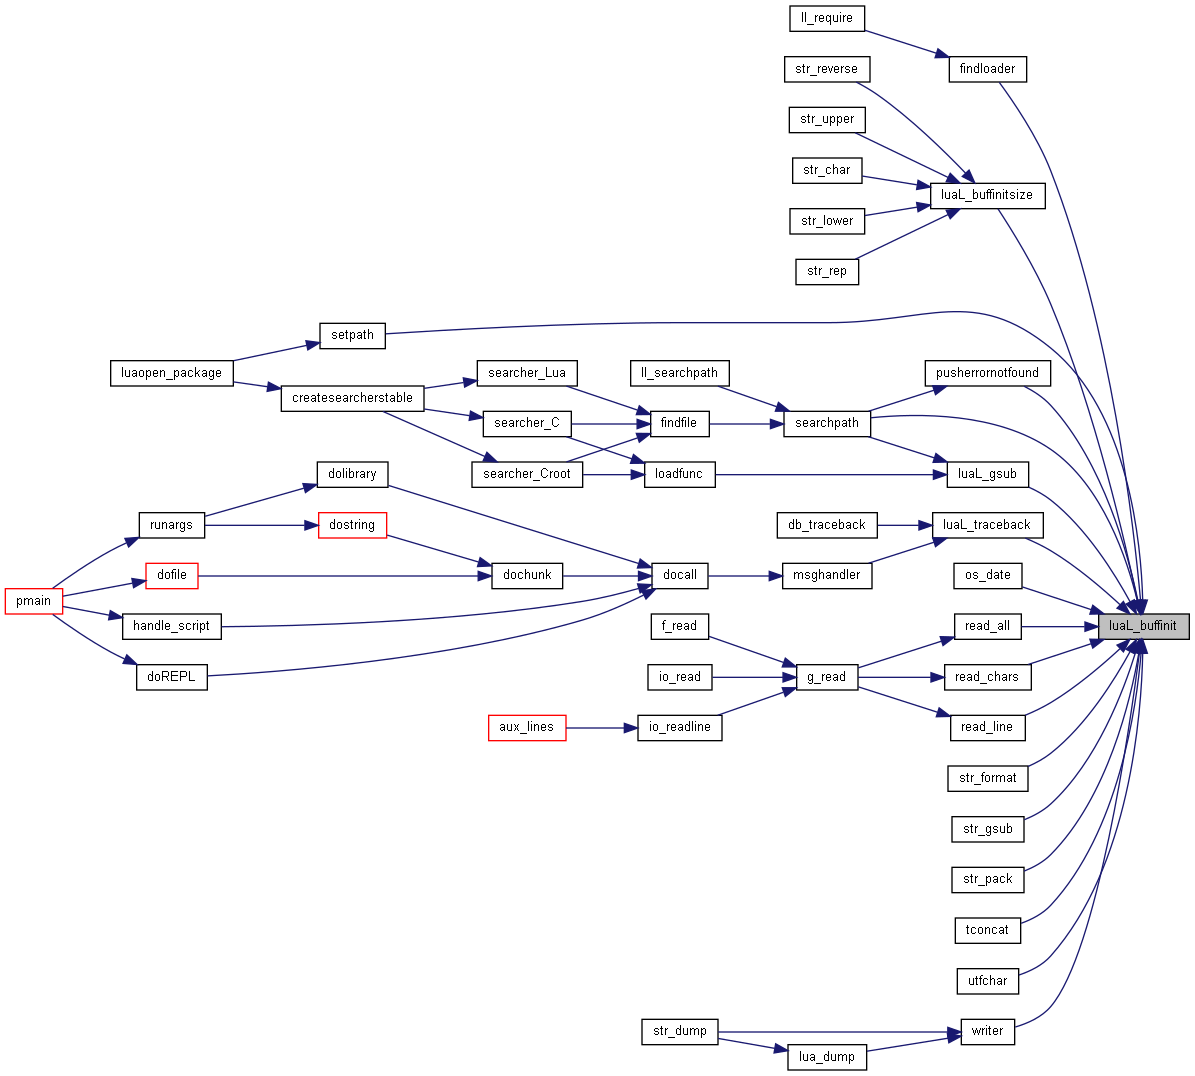 ll_require
findloader
str_reverse
str_upper
str_char
luaL_buffinitsize
str_lower
str_rep
setpath
luaopen_package
searcher_Lua
ll_searchpath
pusherrornotfound
createsearcherstable
searcher_C
findfile
searchpath
dolibrary
searcher_Croot
loadfunc
luaL_gsub
runargs
dostring
db_traceback
luaL_traceback
dofile
dochunk
docall
msghandler
os_date
pmain
handle_script
f_read
read_all
luaL_buffinit
doREPL
io_read
g_read
read_chars
aux_lines
io_readline
read_line
str_format
str_gsub
str_pack
tconcat
utfchar
str_dump
writer
lua_dump